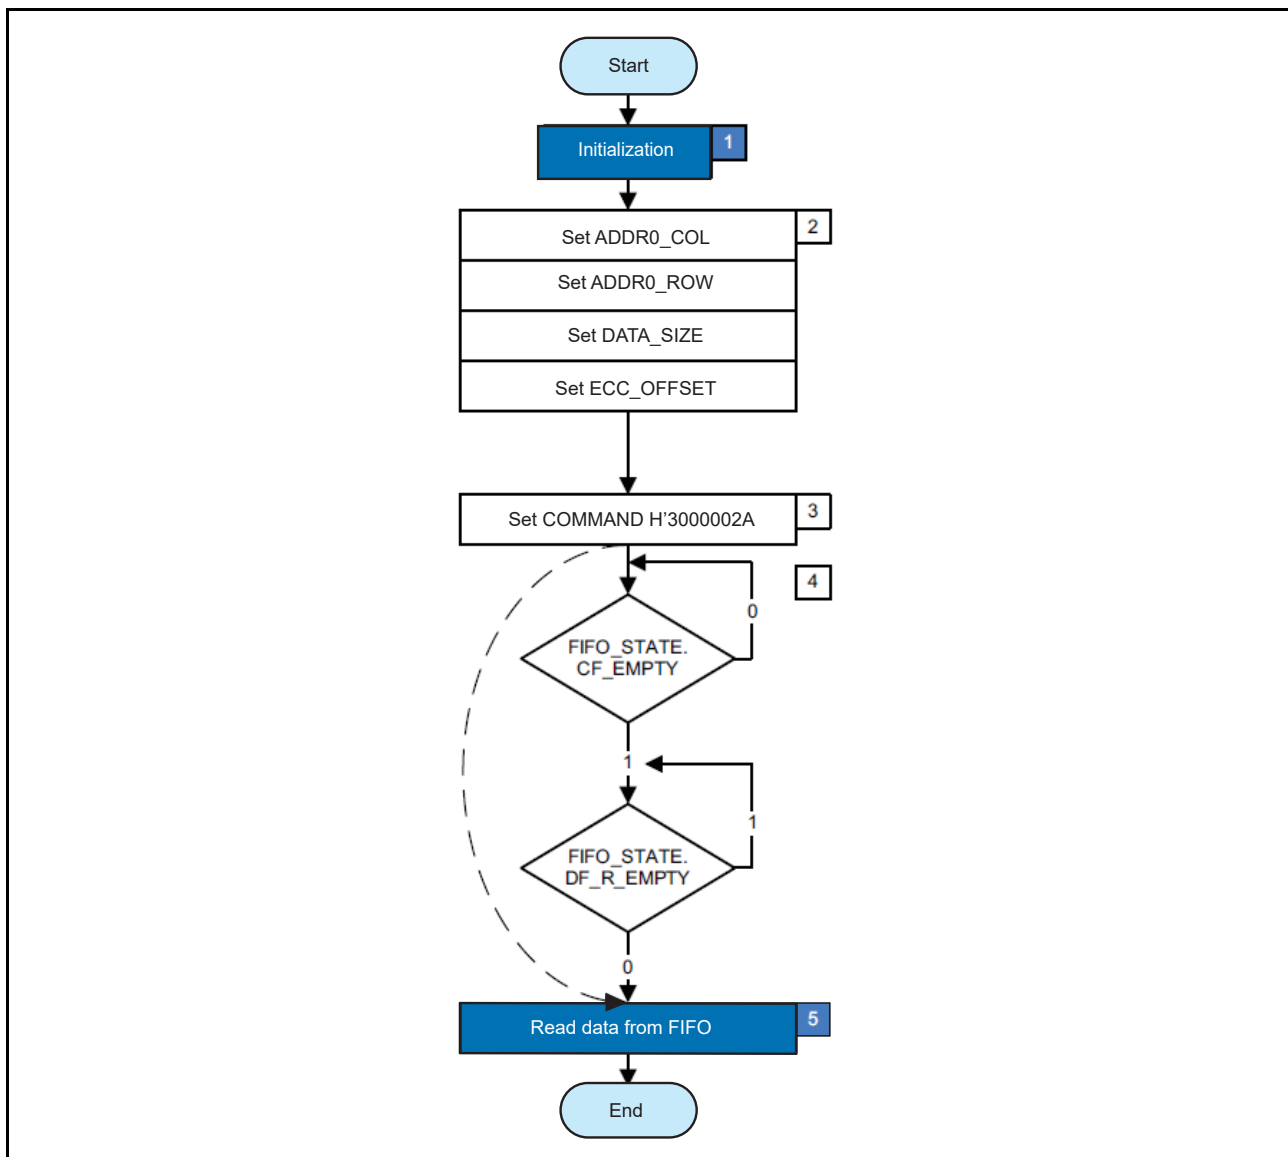 Start
Initialization
1
Set ADDR0_COL
2
Set ADDR0_ROW
Set DATA_SIZE
Set ECC_OFFSET
Set COMMAND H’3000002A
3
4
0
FIFO_STATE.
CF_EMPTY
1
1
FIFO_STATE.
DF_R_EMPTY
0
Read data from FIFO
5
End